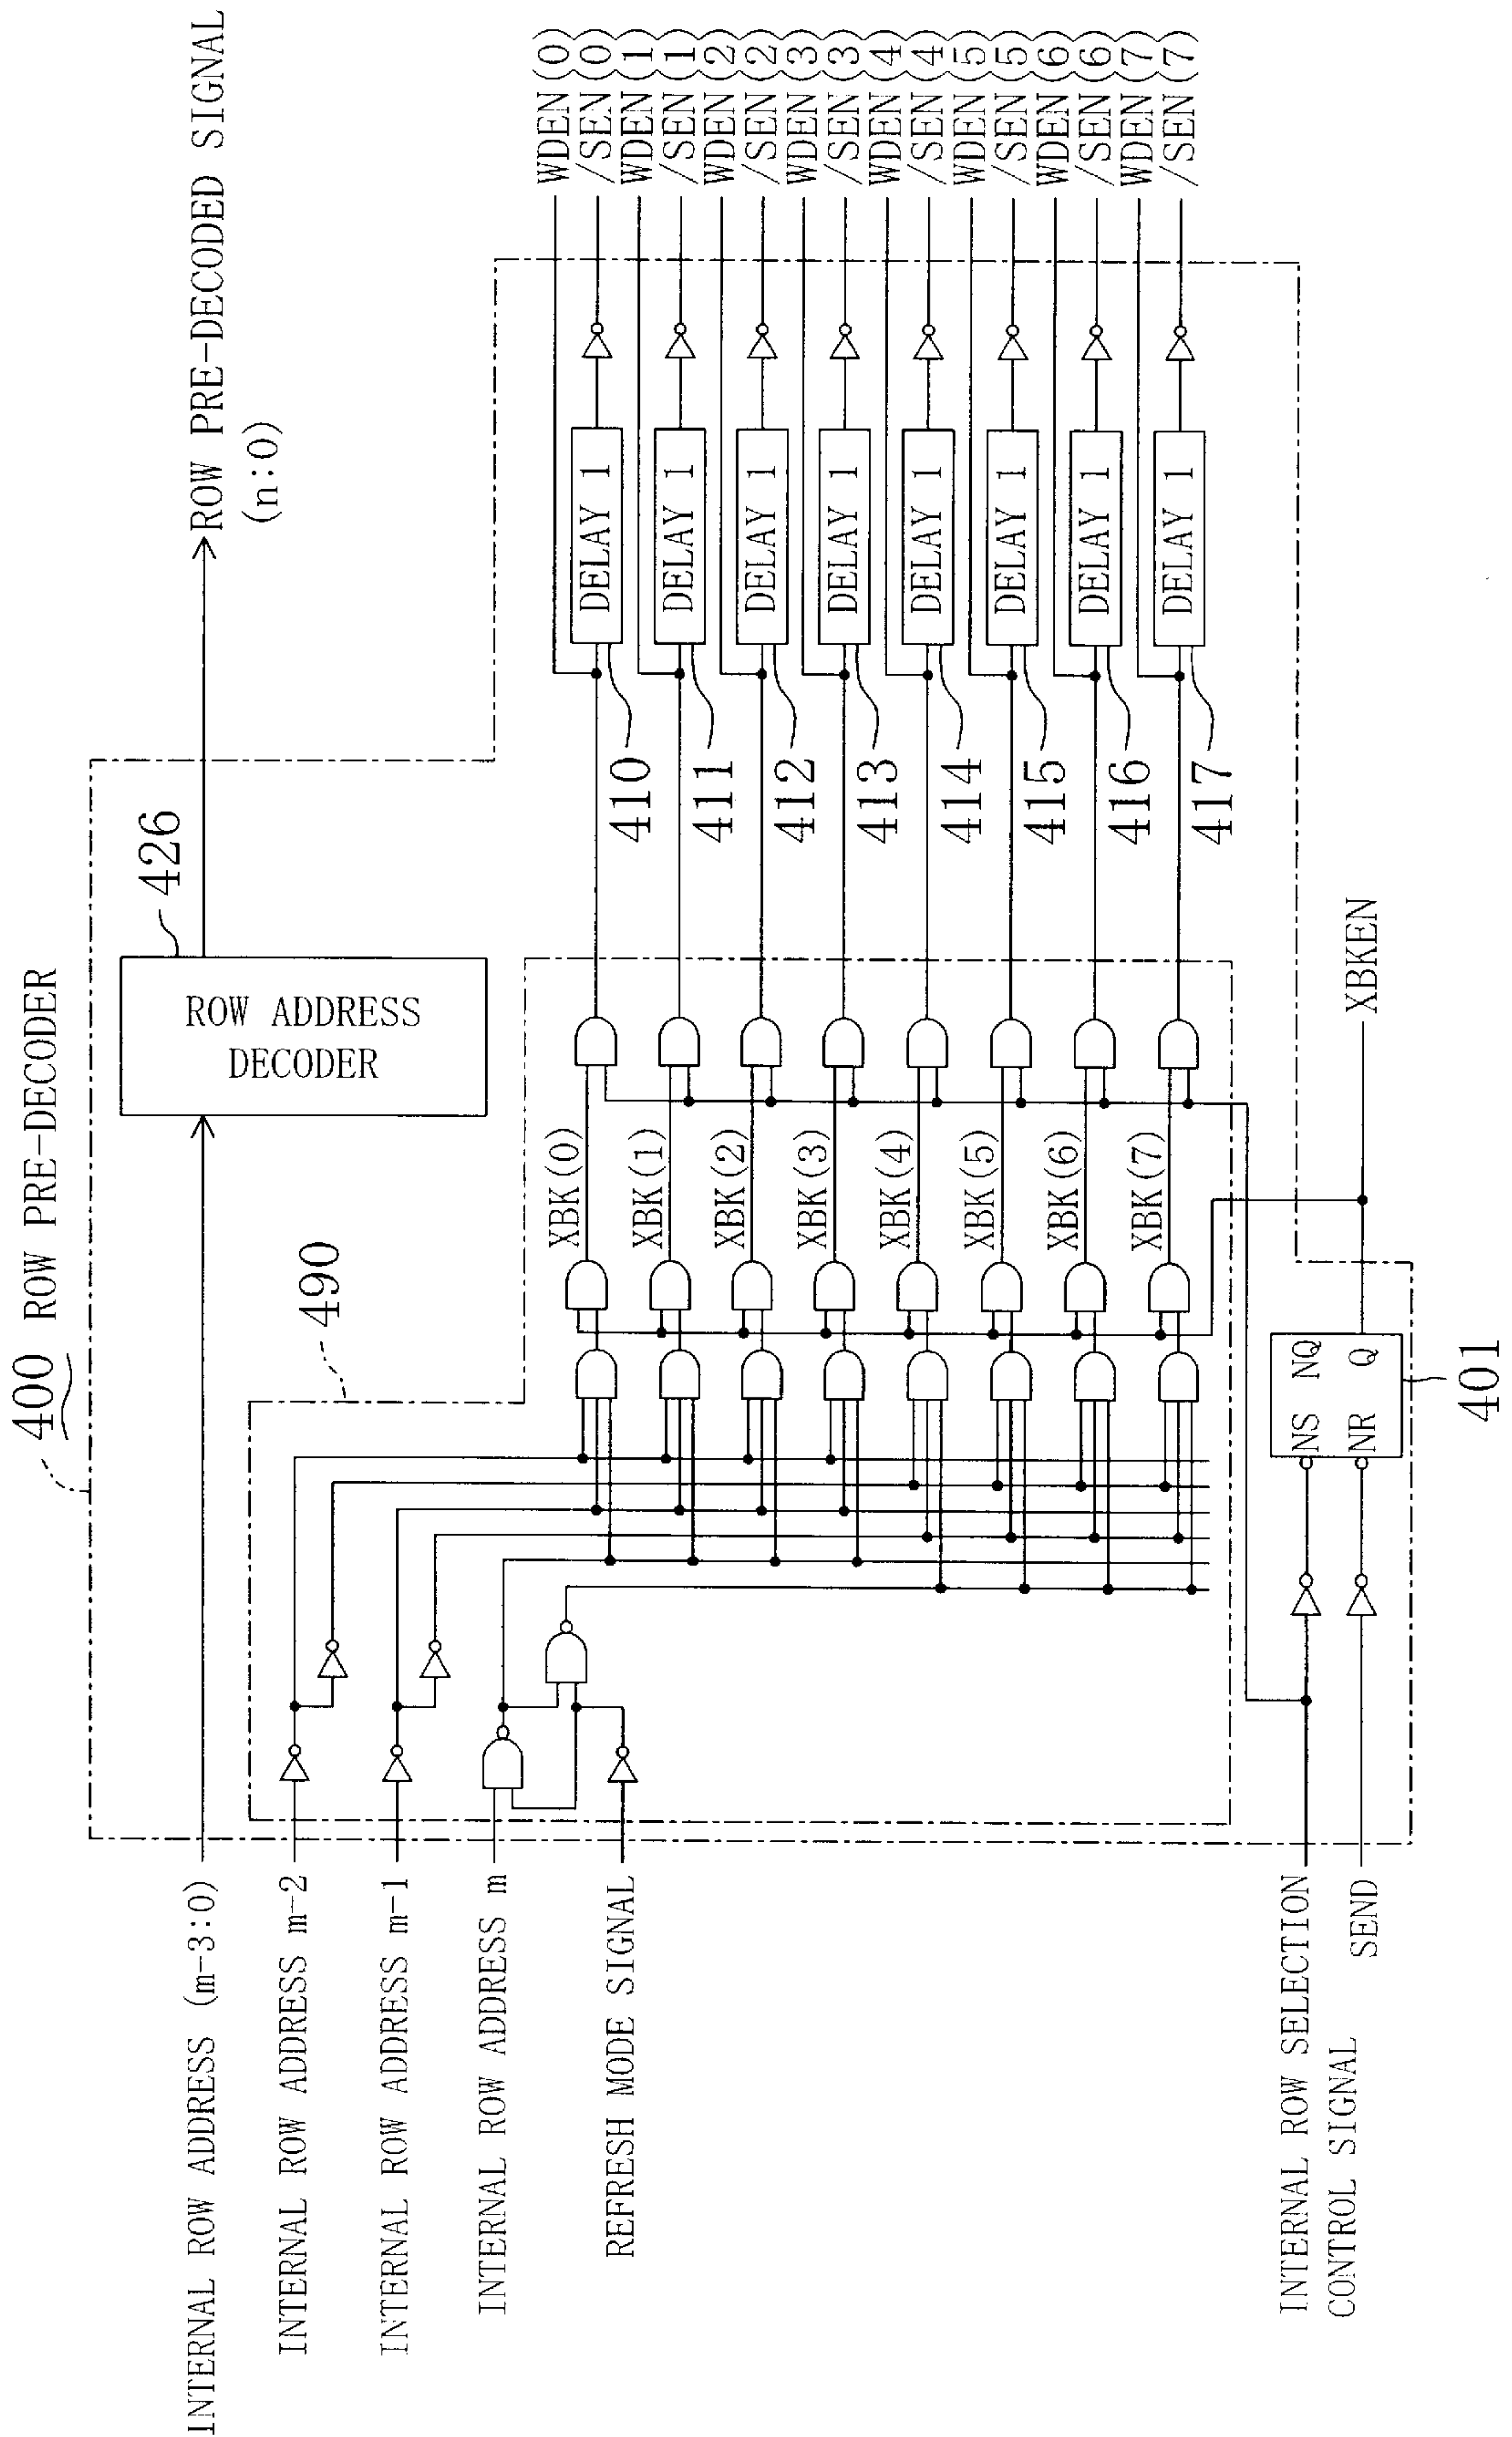 400 ROW PRE-DECODER
426
ROW ADDRESS
DECODER
ROW PRE-DECODED SIGNAL
(n:0)
490
INTERNAL ROW ADDRESS (m-3:0)
INTERNAL ROW ADDRESS m-2
INTERNAL ROW ADDRESS m-1
INTERNAL ROW ADDRESS m
REFRESH MODE SIGNAL
INTERNAL ROW SELECTION
CONTROL SIGNAL
SEND
XBK(0)
XBK(1)
XBK(2)
XBK(3)
XBK(4)
XBK(5)
XBK(6)
XBK(7)
NS NQ
NR Q
401
XBKEN
DELAY 1
DELAY 1
DELAY 1
DELAY 1
DELAY 1
DELAY 1
DELAY 1
DELAY 1
410
411
412
413
414
415
416
417
WDEN(0)
/SEN(0)
WDEN(1)
/SEN(1)
WDEN(2)
/SEN(2)
WDEN(3)
/SEN(3)
WDEN(4)
/SEN(4)
WDEN(5)
/SEN(5)
WDEN(6)
/SEN(6)
WDEN(7)
/SEN(7)